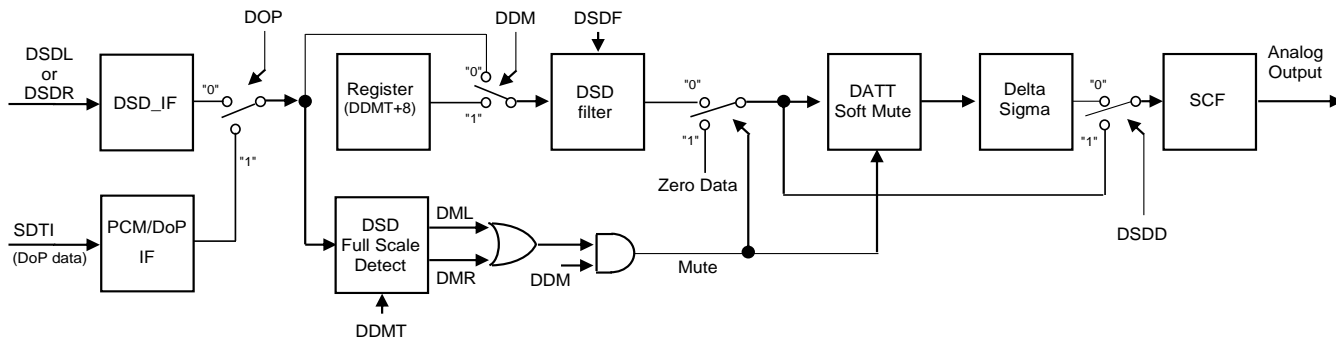 DOP
DDM
DSDF
DSDL
or
DSDR
DSD_IF
"0"
"1"
Register
(DDMT+8)
"0"
"1"
DSD
filter
"0"
"1"
Zero Data
DATT
Soft Mute
Delta
Sigma
"0"
"1"
SCF
Analog
Output
DSDD
SDTI
(DoP data)
PCM/DoP
IF
DSD
Full Scale
Detect
DML
DMR
DDM
Mute
DDMT